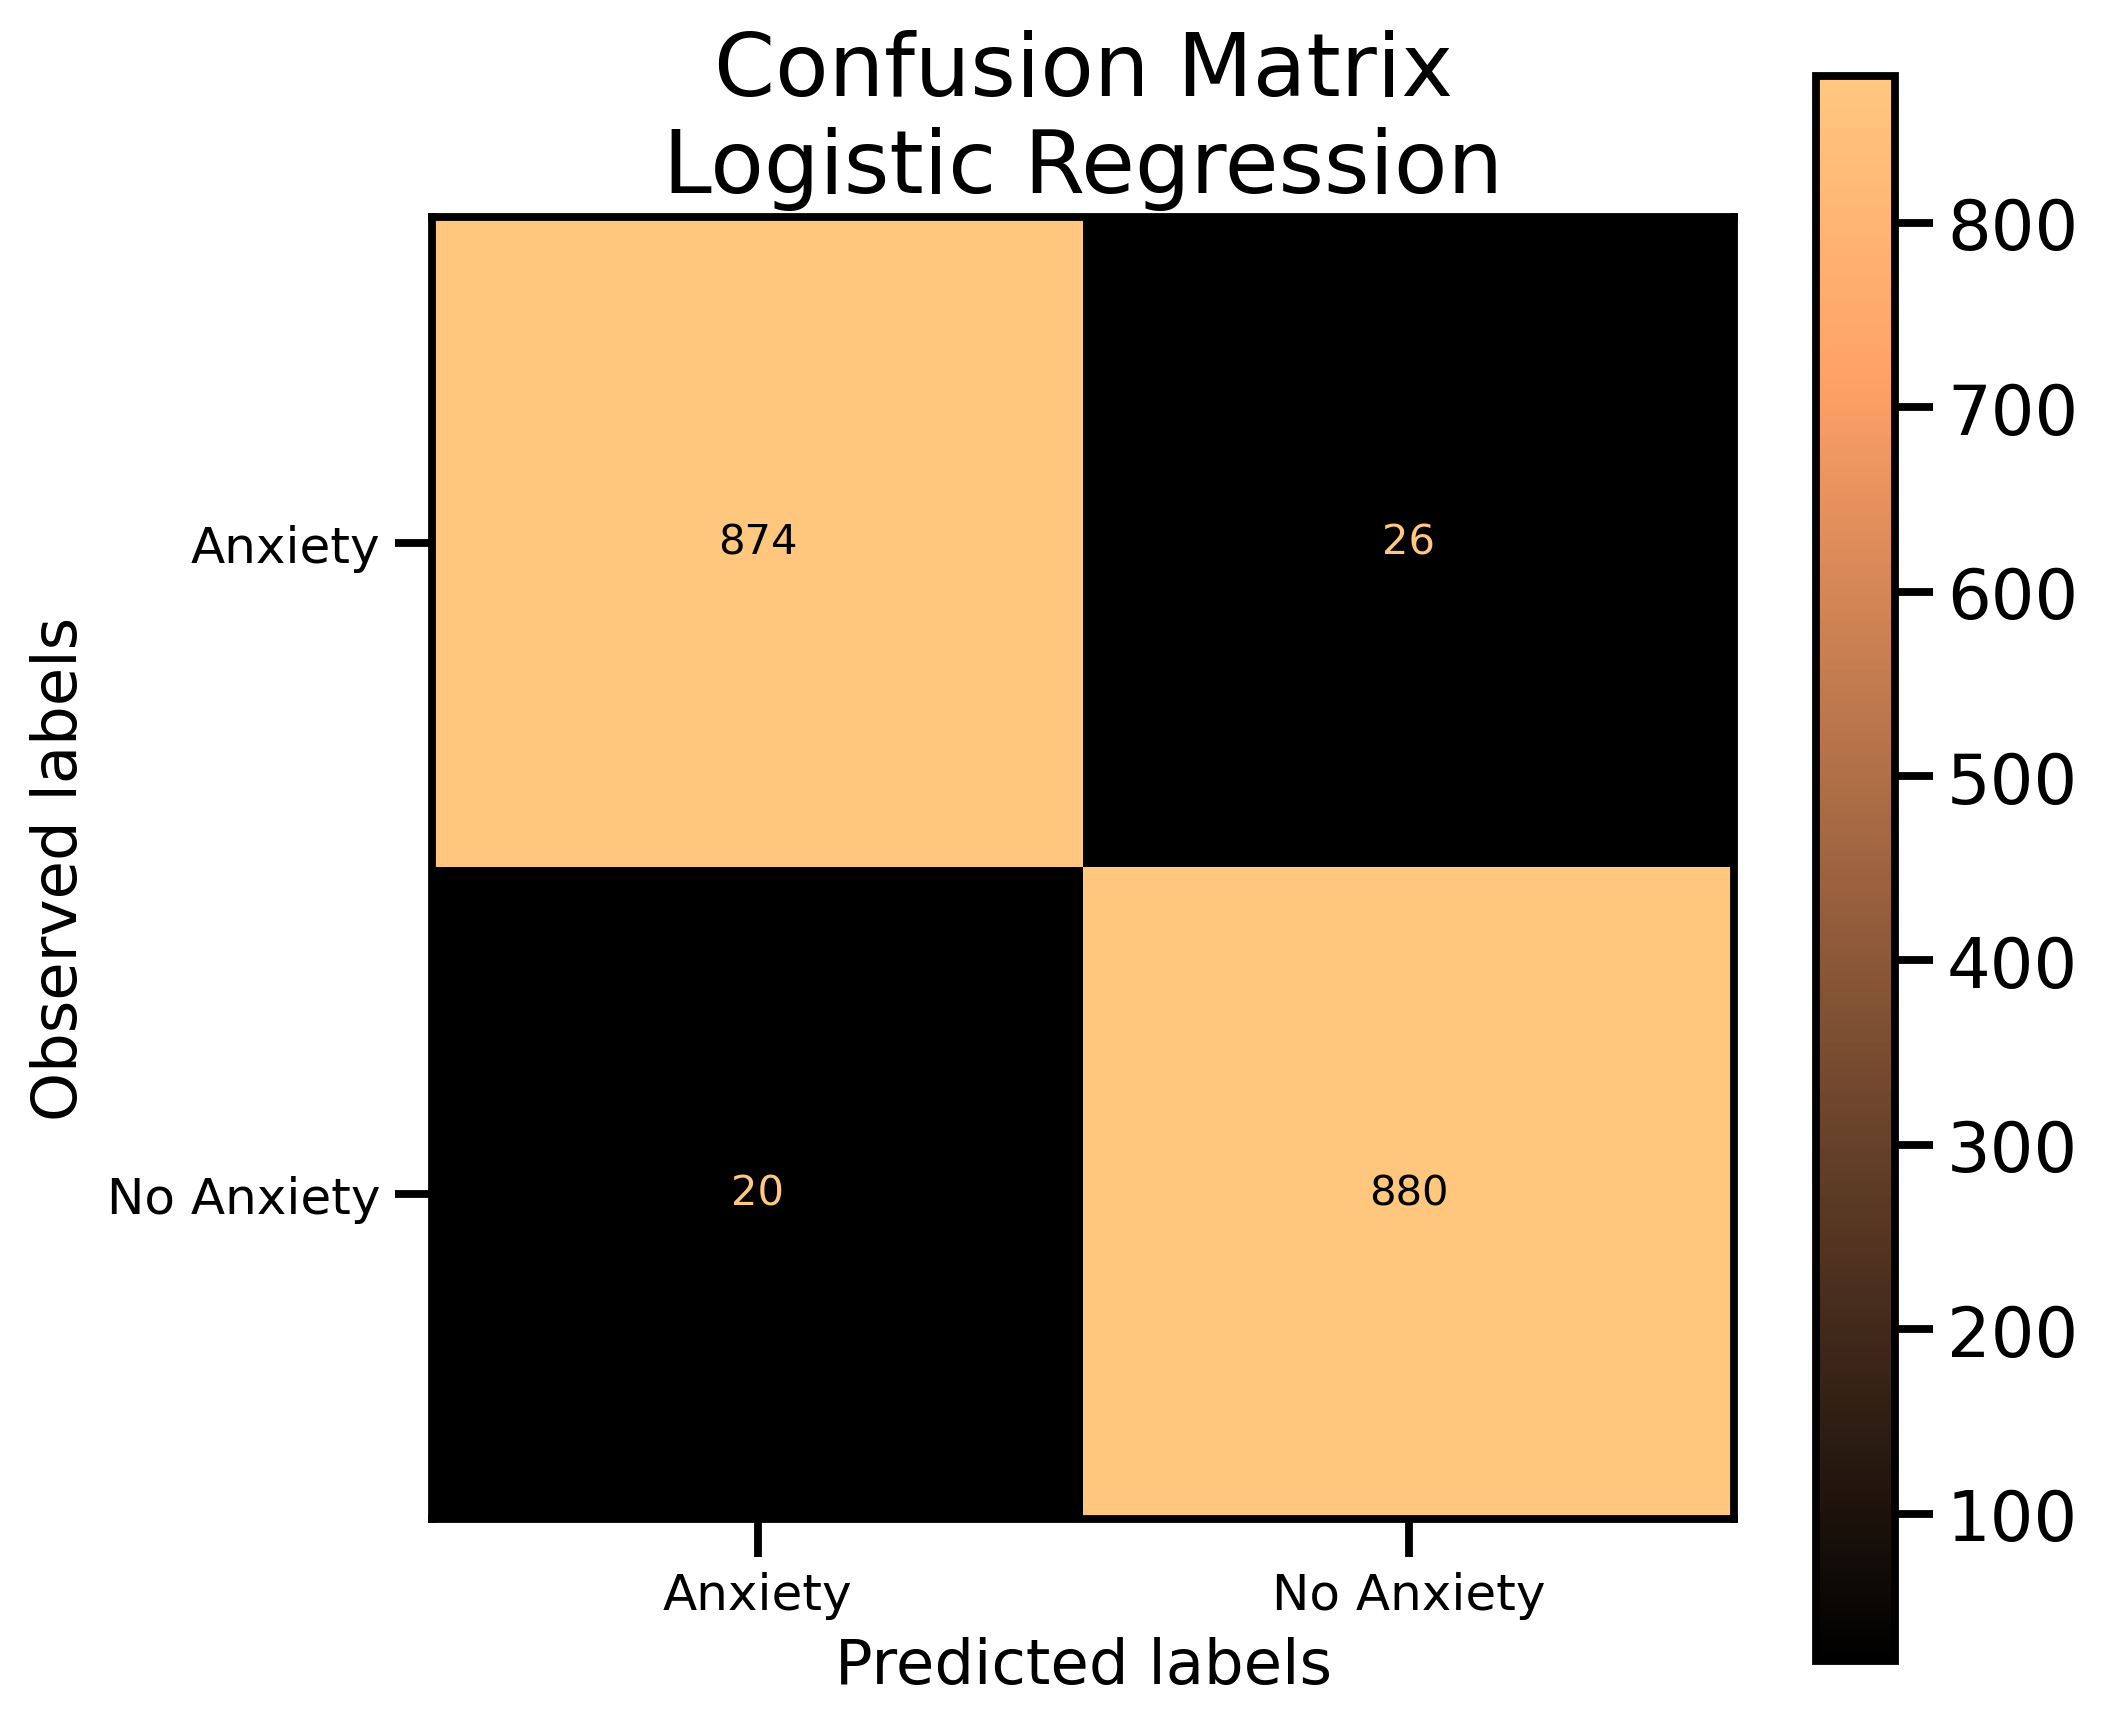 Confusion Matrix
Logistic Regression
Observed labels
Anxiety
No Anxiety
874
26
20
880
Anxiety
No Anxiety
Predicted labels
800
700
600
500
400
300
200
100